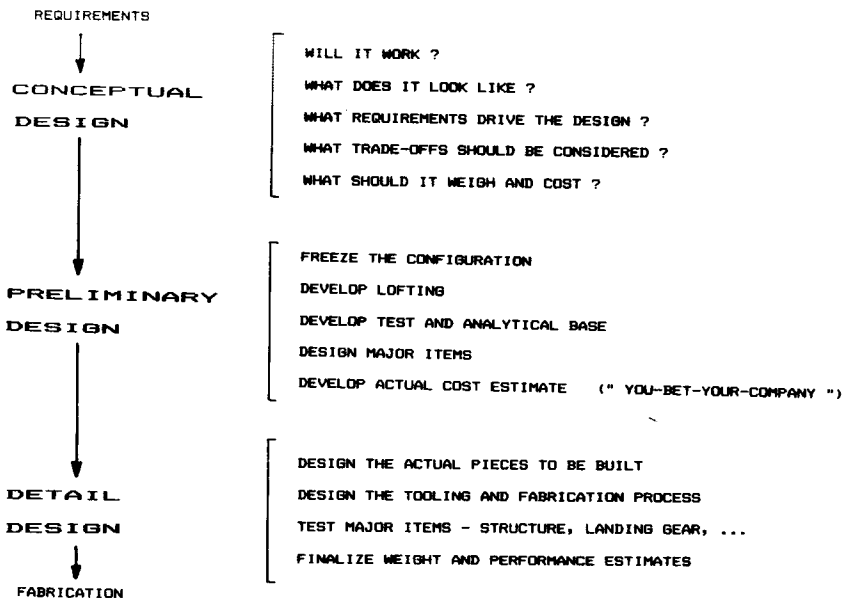 REQUIREMENTS
CONCEPTUAL
DESIGN
WILL IT WORK ?
WHAT DOES IT LOOK LIKE ?
WHAT REQUIREMENTS DRIVE THE DESIGN ?
WHAT TRADE-OFFS SHOULD BE CONSIDERED ?
WHAT SHOULD IT WEIGH AND COST ?
PRELIMINARY
DESIGN
FREEZE THE CONFIGURATION
DEVELOP LOFTING
DEVELOP TEST AND ANALYTICAL BASE
DESIGN MAJOR ITEMS
DEVELOP ACTUAL COST ESTIMATE (" YOU-BET-YOUR-COMPANY ")
DETAIL
DESIGN
DESIGN THE ACTUAL PIECES TO BE BUILT
DESIGN THE TOOLING AND FABRICATION PROCESS
TEST MAJOR ITEMS - STRUCTURE, LANDING GEAR, ...
FINALIZE WEIGHT AND PERFORMANCE ESTIMATES
FABRICATION